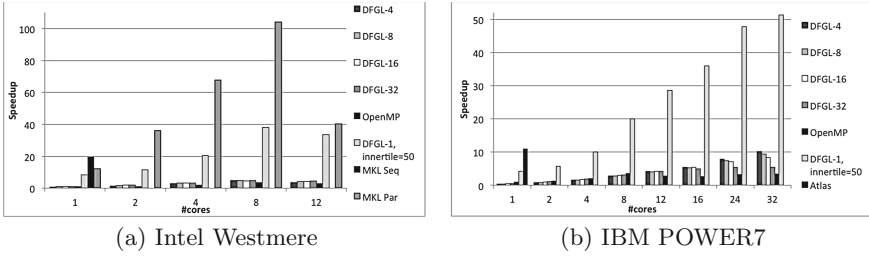 100
80
60
40
20
0
Speedup
1 2 4 8 12
#cores
DFGL-4
DFGL-8
DFGL-16
DFGL-32
OpenMP
DFGL-1,
innertile=50
MKL Seq
MKL Par
(a) Intel Westmere
50
40
30
20
10
0
Speedup
1 2 4 8 12 16 24 32
#cores
DFGL-4
DFGL-8
DFGL-16
DFGL-32
OpenMP
DFGL-1,
innertile=50
Atlas
(b) IBM POWER7